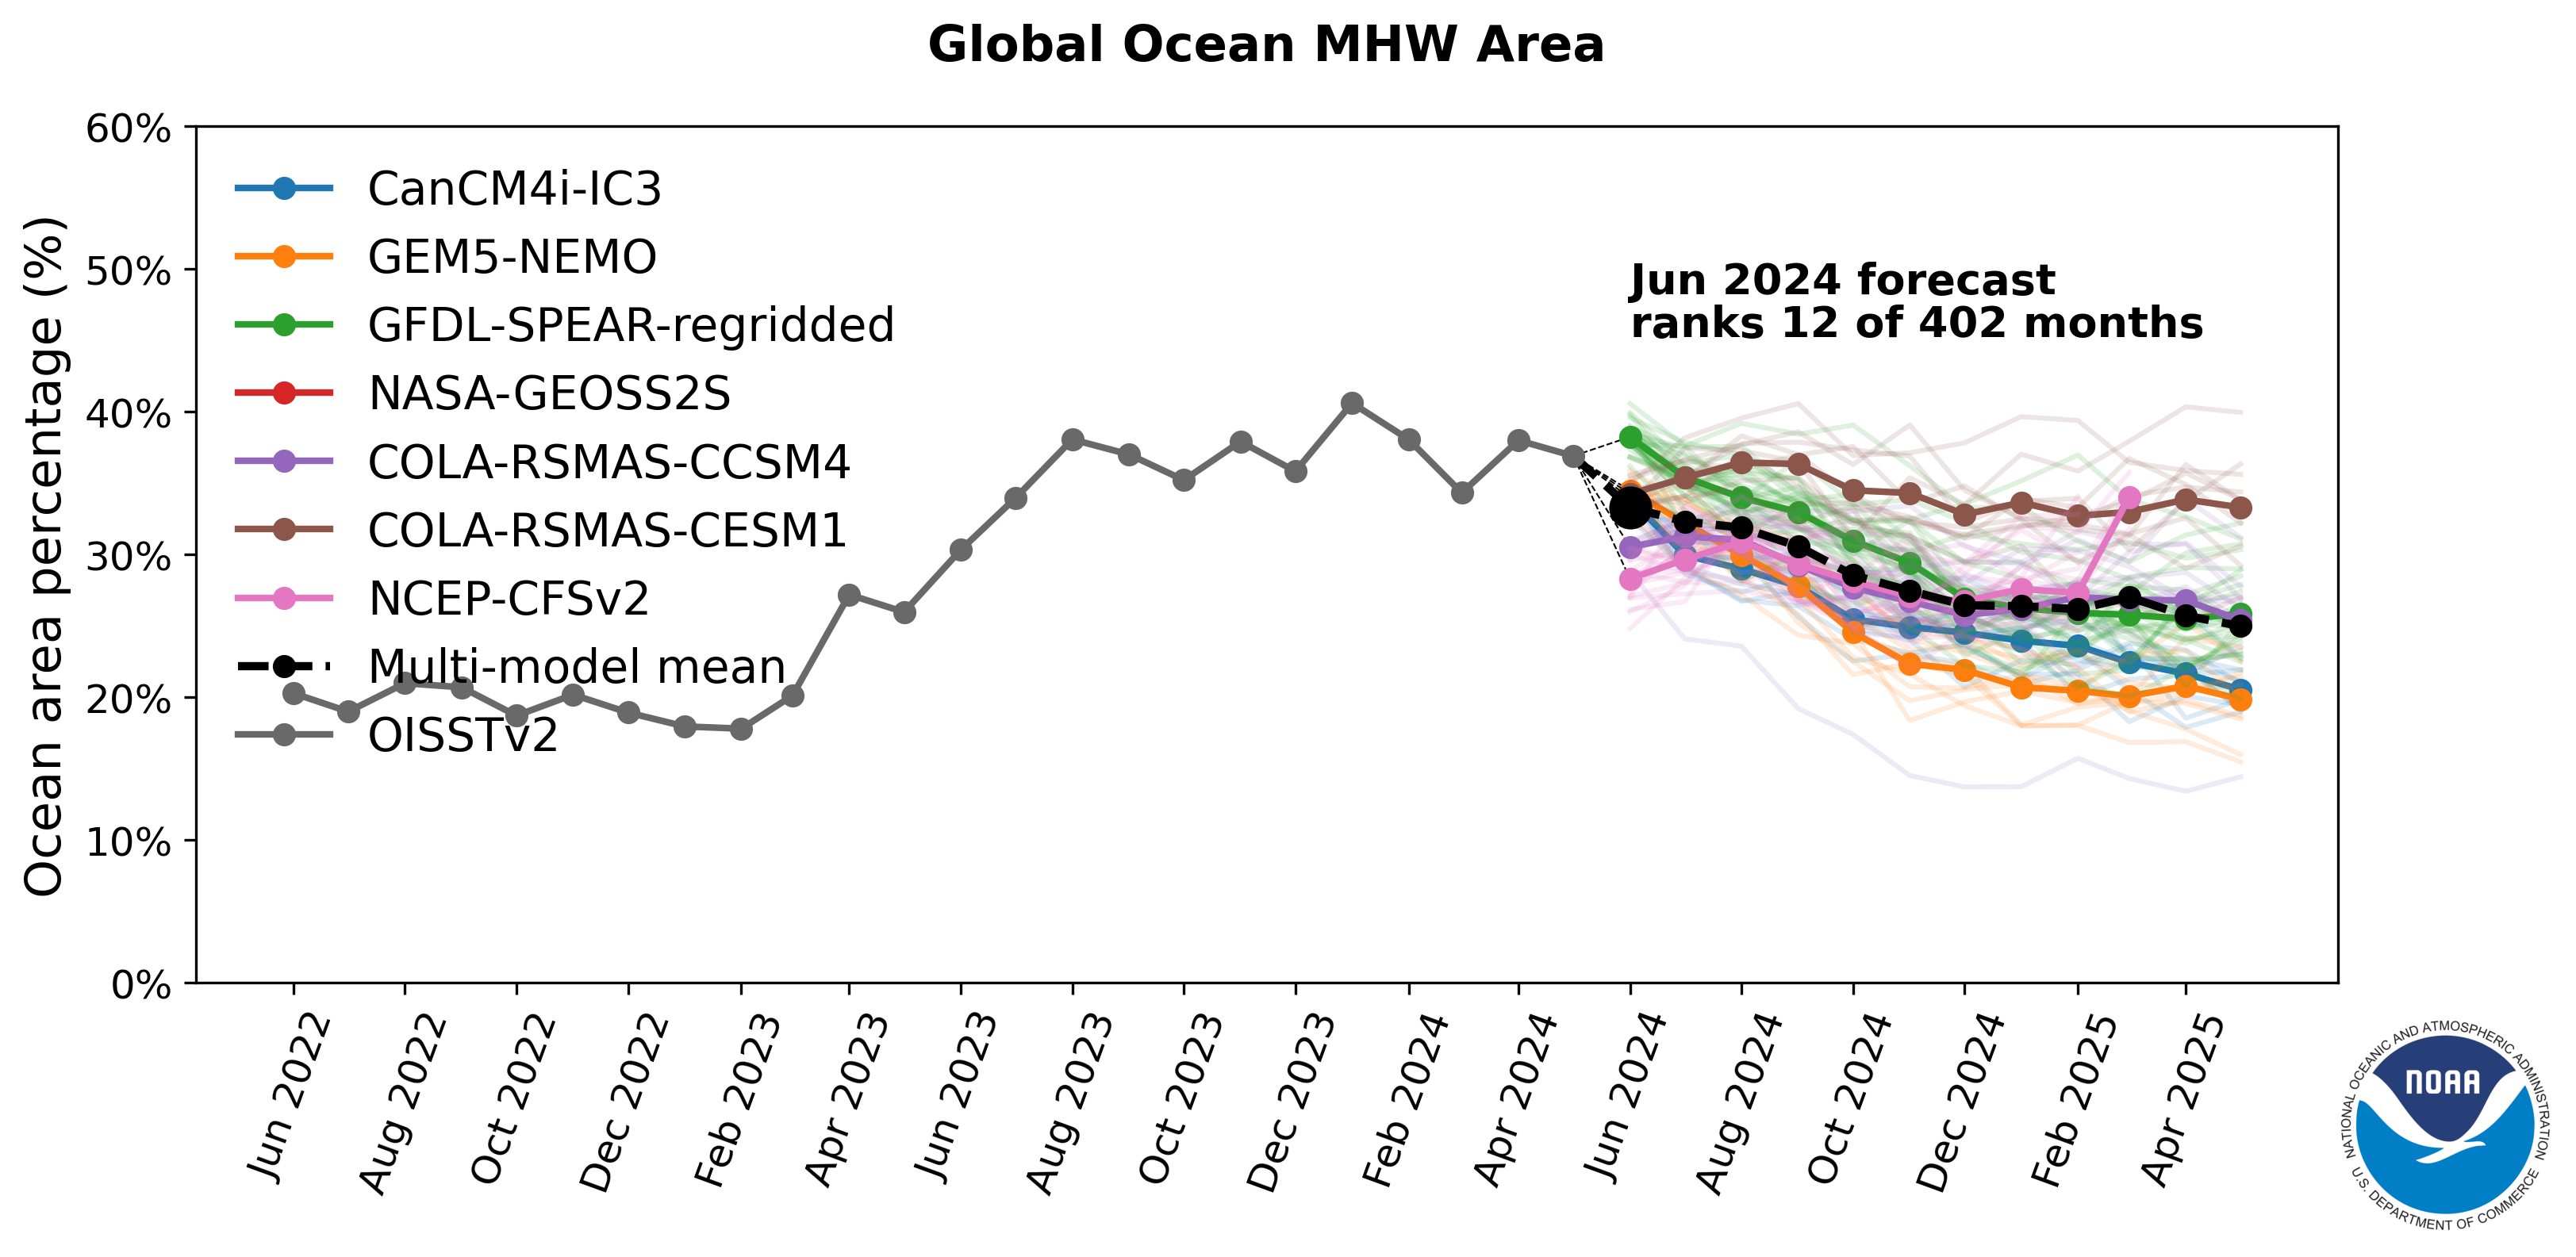 Global Ocean MHW Area
Ocean area percentage (%)
60%
50%
40%
30%
20%
10%
0%
CanCM4i-IC3
GEM5-NEMO
GFDL-SPEAR-regridded
NASA-GEOSS2S
COLA-RSMAS-CCSM4
COLA-RSMAS-CESM1
NCEP-CFSv2
Multi-model mean
OISSTv2
Jun 2024 forecast
ranks 12 of 402 months
Jun 2022
Aug 2022
Oct 2022
Dec 2022
Feb 2023
Apr 2023
Jun 2023
Aug 2023
Oct 2023
Dec 2023
Feb 2024
Apr 2024
Jun 2024
Aug 2024
Oct 2024
Dec 2024
Feb 2025
Apr 2025
NATIONAL OCEANIC AND ATMOSPHERIC ADMINISTRATION
NOAA
U.S. DEPARTMENT OF COMMERCE